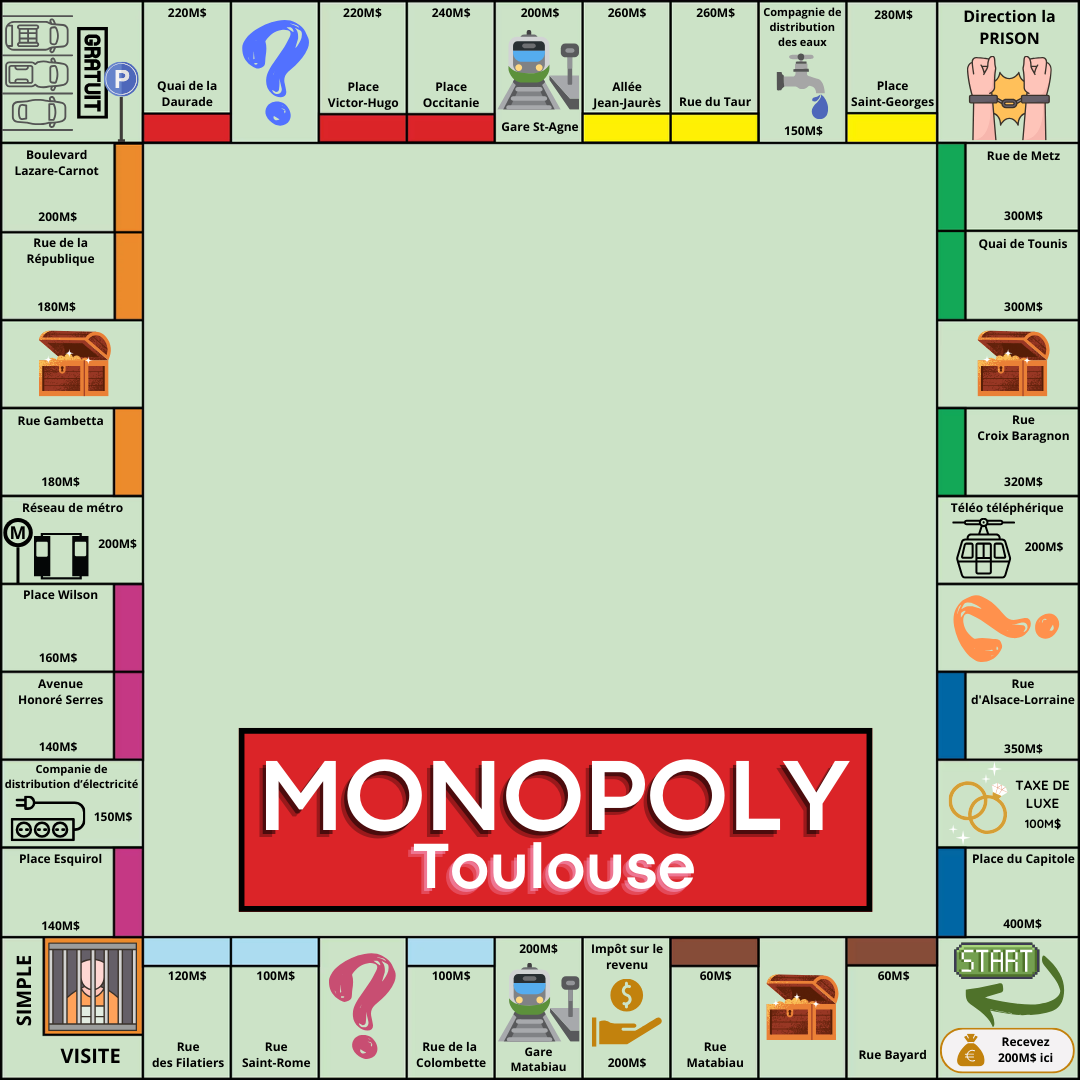 GRATUIT
P
220M$
Quai de la
Daurade
220M$
Place
Victor-Hugo
240M$
Place
Occitanie
200M$
Gare St-Agne
260M$
Allée
Jean-Jaurès
260M$
Rue du Taur
Compagnie de
distribution
des eaux
150M$
280M$
Place
Saint-Georges
Direction la
PRISON
Boulevard
Lazare-Carnot
200M$
Rue de la
République
180M$
Rue Gambetta
180M$
Réseau de métro
M
200M$
Place Wilson
160M$
Avenue
Honoré Serres
140M$
Companie de
distribution d'électricité
150M$
Place Esquirol
140M$
Rue de Metz
300M$
Quai de Tounis
300M$
Rue
Croix Baragnon
320M$
Téléo téléphérique
200M$
Rue
d'Alsace-Lorraine
350M$
TAXE DE
LUXE
100M$
Place du Capitole
400M$
MONOPOLY
Toulouse
SIMPLE
VISITE
120M$
Rue
des Filatiers
100M$
Rue
Saint-Rome
100M$
Rue de la
Colombette
200M$
Gare
Matabiau
Impôt sur le
revenu
$
200M$
60M$
Rue
Matabiau
60M$
Rue Bayard
START
€
Recevez
200M$ ici